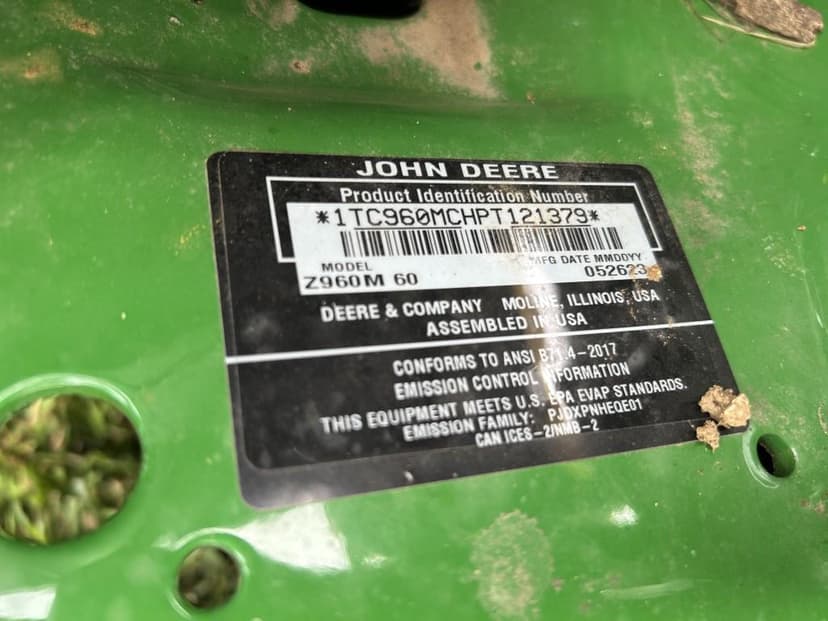 JOHN DEERE
Product Identification Number
*1TC960MCHPT121379*
MODEL
MFG DATE MMDDYY
Z960M 60
052623
DEERE & COMPANY MOLINE, ILLINOIS, USA
ASSEMBLED IN USA
CONFORMS TO ANSI B71.4-2017
EMISSION CONTROL INFORMATION
THIS EQUIPMENT MEETS U.S. EPA EVAP STANDARDS.
EMISSION FAMILY: PJDXPNHEQE01
CAN ICES-2/NMB-2